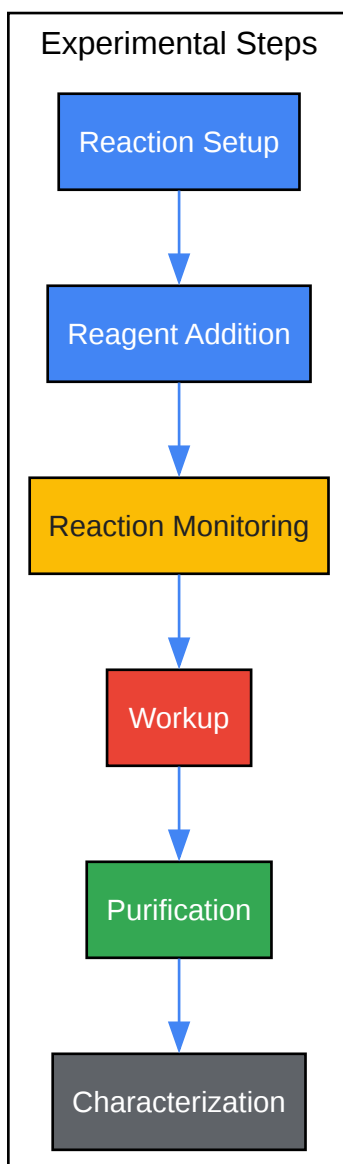 Experimental Steps
Reaction Setup
Reagent Addition
Reaction Monitoring
Workup
Purification
Characterization